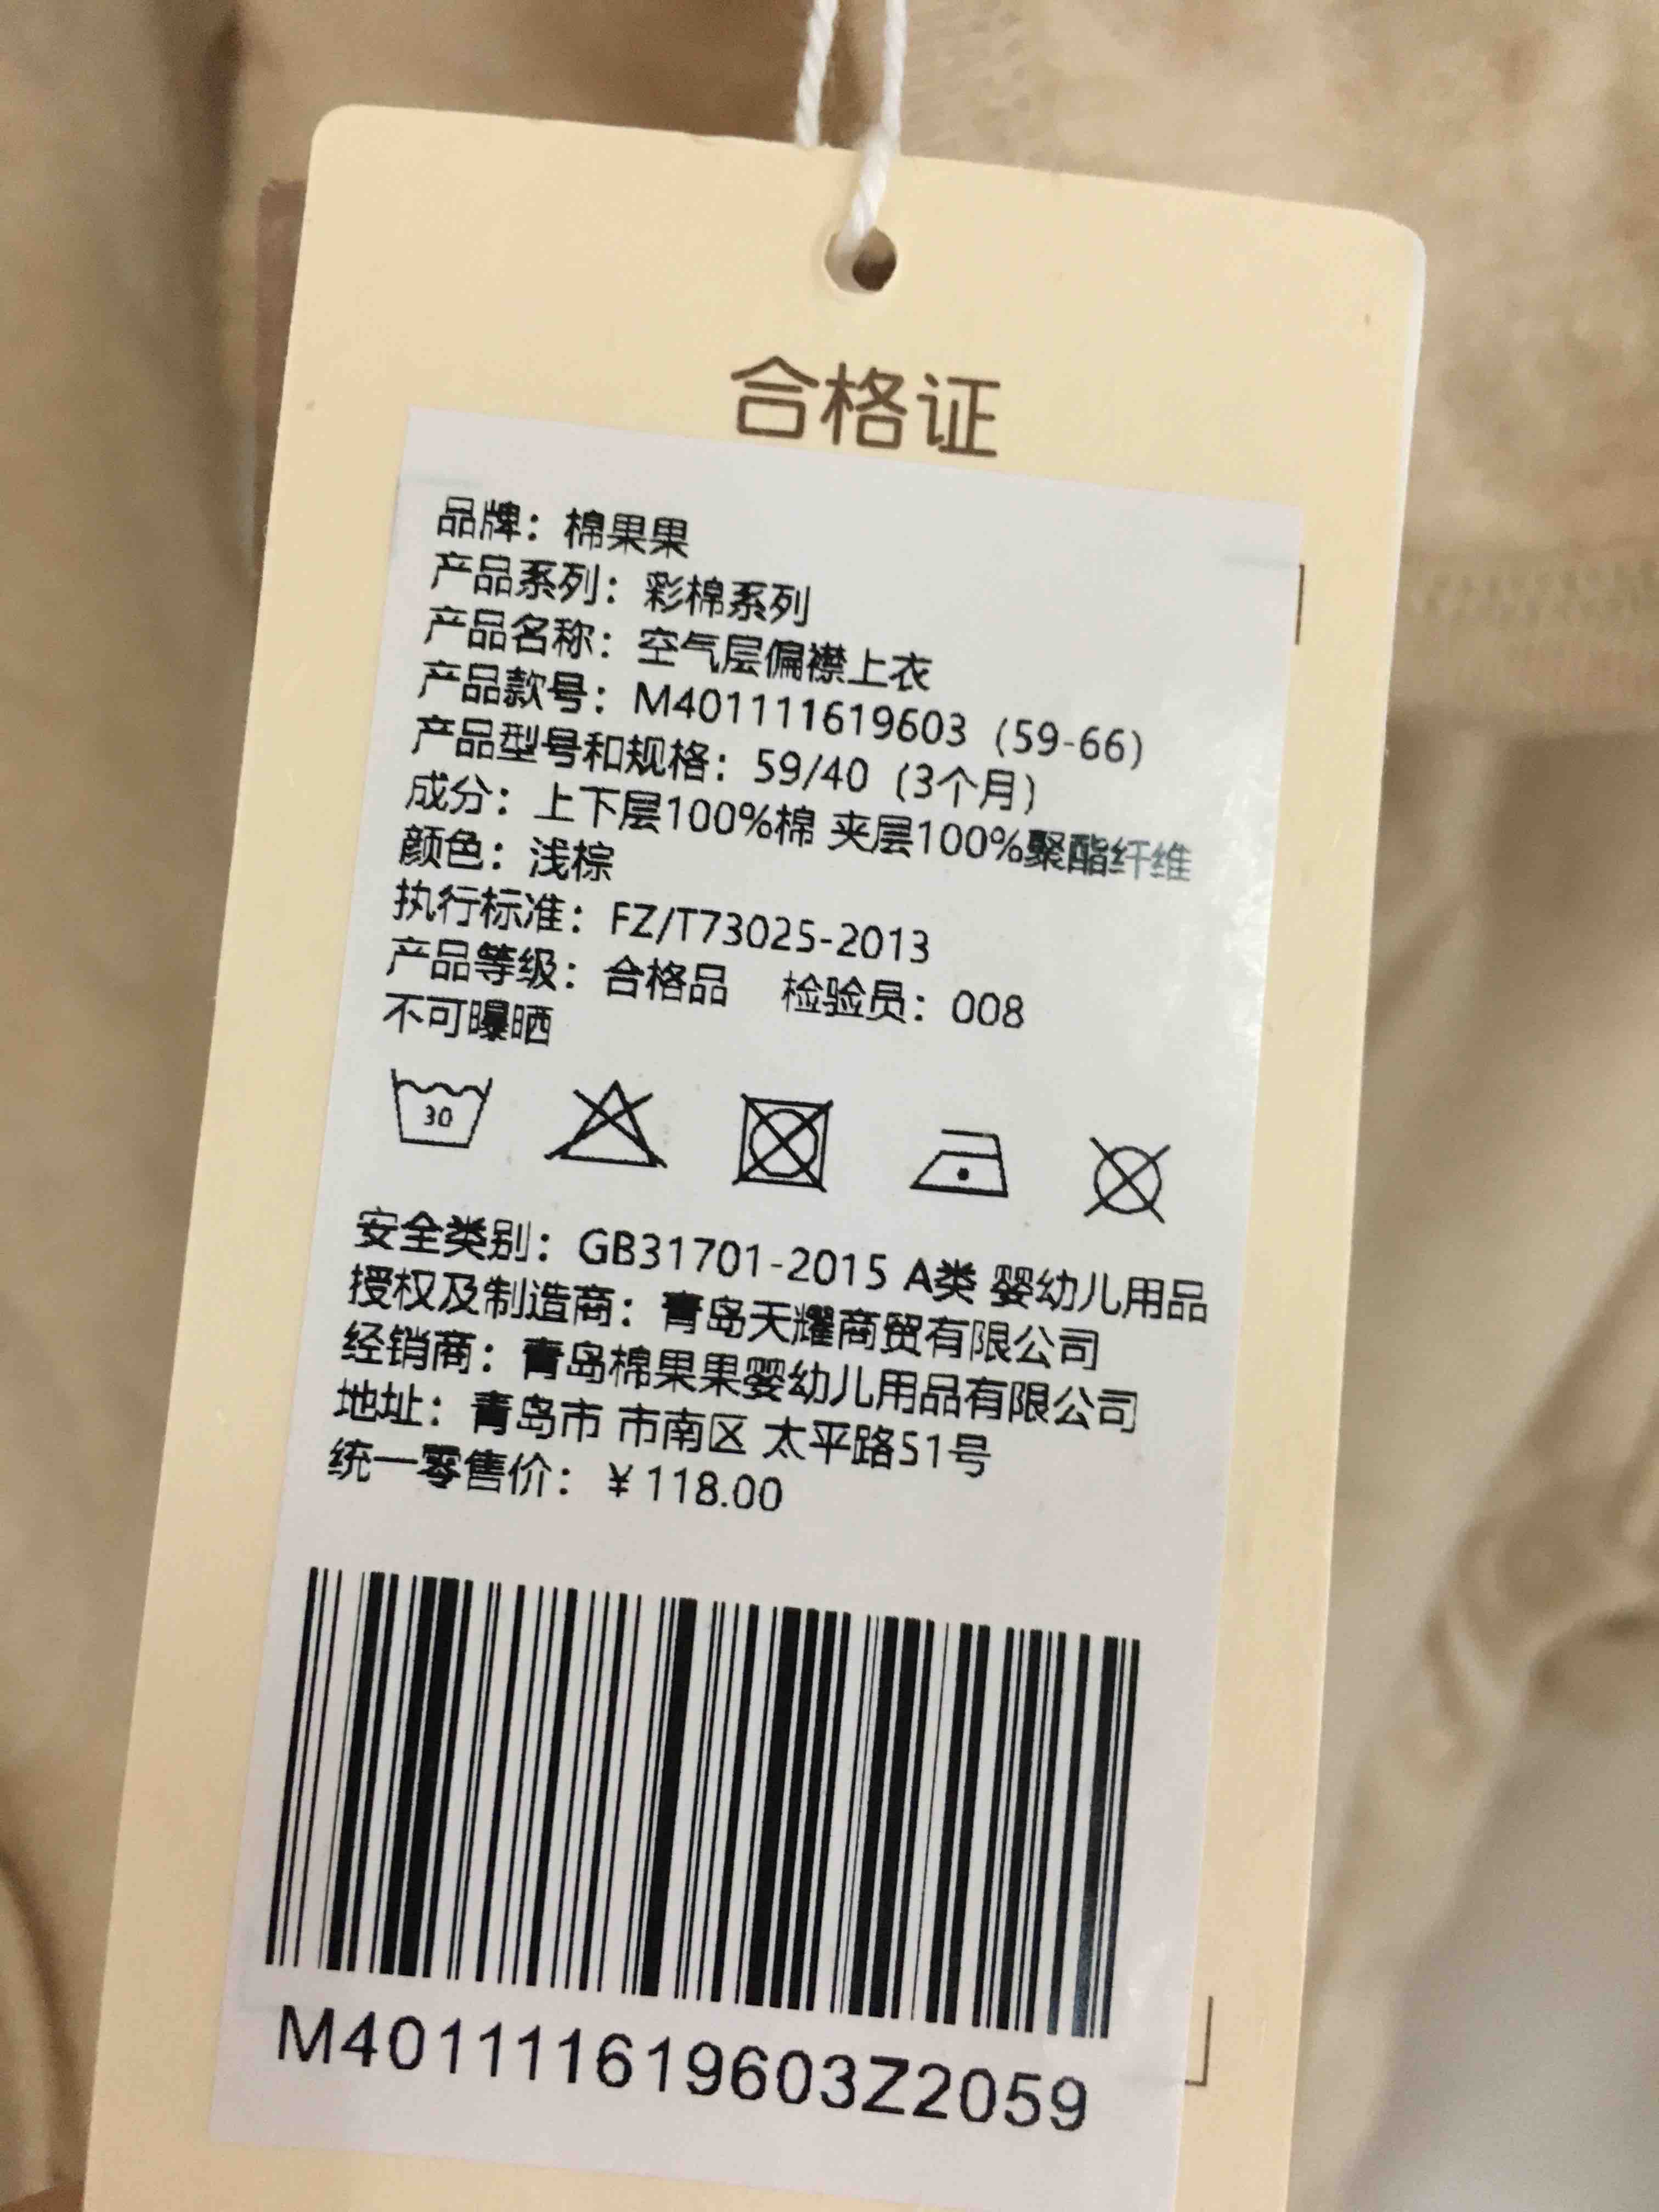 合格证
品牌：棉果果
产品系列：彩棉系列
产品名称：空气层偏襟上衣
产品款号：M401111619603（59-66）
产品型号和规格：59/40（3个月）
成分：上下层100%棉 夹层100%聚酯纤维
颜色：浅棕
执行标准：FZ/T73025-2013
产品等级：合格品 检验员：008
不可曝晒
30
安全类别：GB31701-2015 A类 婴幼儿用品
授权及制造商：青岛天耀商贸有限公司
经销商：青岛棉果果婴幼儿用品有限公司
地址：青岛市 市南区 太平路51号
统一零售价：¥118.00
M401111619603Z2059